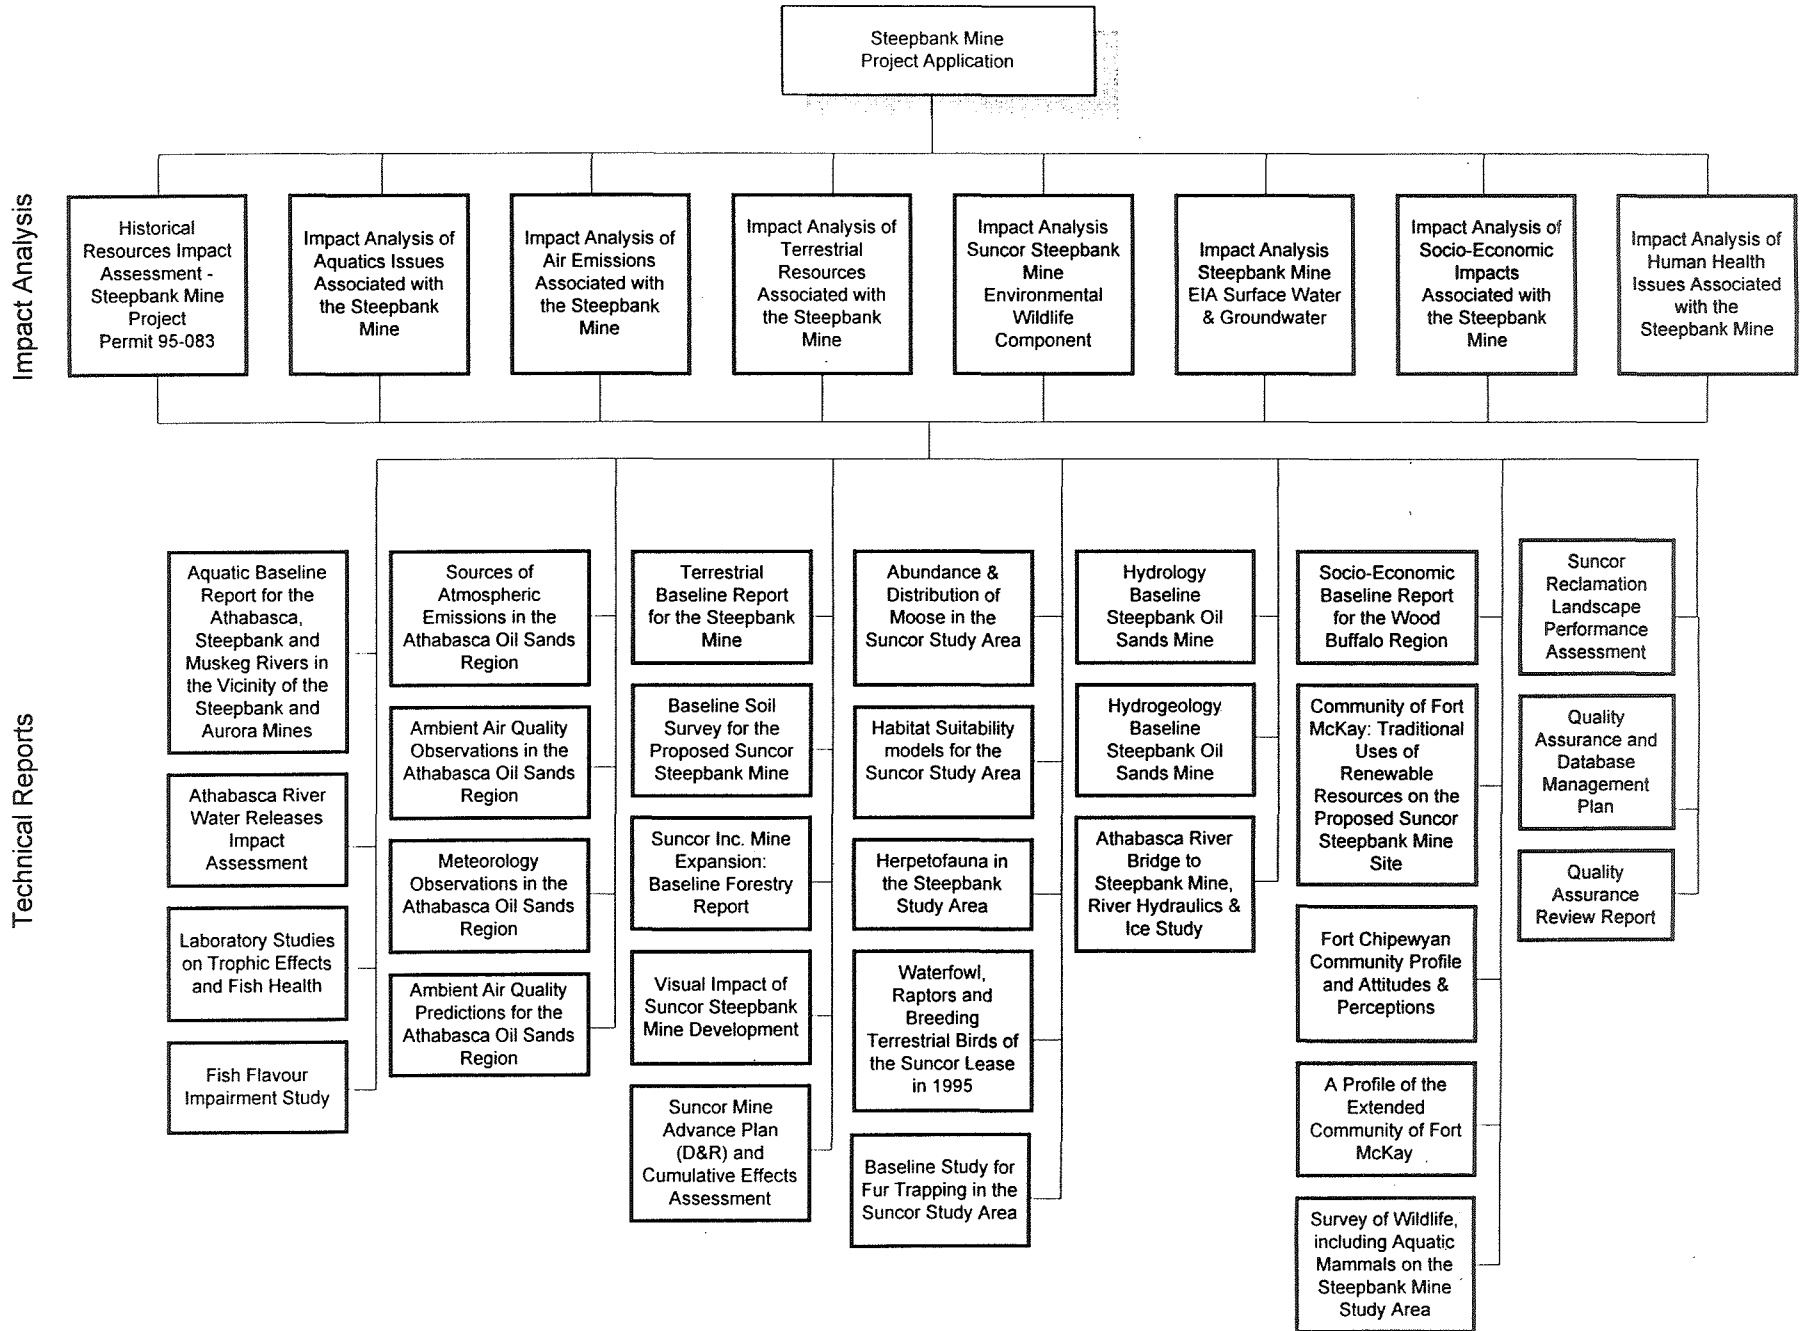 Steepbank Mine
Project Application
Impact Analysis
Historical
Resources Impact
Assessment -
Steepbank Mine
Project
Permit 95-083
Impact Analysis of
Aquatics Issues
Associated with
the Steepbank
Mine
Impact Analysis of
Air Emissions
Associated with
the Steepbank
Mine
Impact Analysis of
Terrestrial
Resources
Associated with
the Steepbank
Mine
Impact Analysis
Suncor Steepbank
Mine
Environmental
Wildlife
Component
Impact Analysis
Steepbank Mine
EIA Surface Water
& Groundwater
Impact Analysis of
Socio-Economic
Impacts
Associated with
the Steepbank
Mine
Impact Analysis of
Human Health
Issues Associated
with the
Steepbank Mine
Technical Reports
Aquatic Baseline
Report for the
Athabasca,
Steepbank and
Muskeg Rivers in
the Vicinity of the
Steepbank and
Aurora Mines
Athabasca River
Water Releases
Impact
Assessment
Laboratory Studies
on Trophic Effects
and Fish Health
Fish Flavour
Impairment Study
Sources of
Atmospheric
Emissions in the
Athabasca Oil Sands
Region
Ambient Air Quality
Observations in the
Athabasca Oil Sands
Region
Meteorology
Observations in the
Athabasca Oil Sands
Region
Ambient Air Quality
Predictions for the
Athabasca Oil Sands
Region
Terrestrial
Baseline Report
for the Steepbank
Mine
Baseline Soil
Survey for the
Proposed Suncor
Steepbank Mine
Suncor Inc. Mine
Expansion:
Baseline Forestry
Report
Visual Impact of
Suncor Steepbank
Mine Development
Suncor Mine
Advance Plan
(D&R) and
Cumulative Effects
Assessment
Abundance &
Distribution of
Moose in the
Suncor Study Area
Habitat Suitability
models for the
Suncor Study Area
Herpetofauna in
the Steepbank
Study Area
Waterfowl,
Raptors and
Breeding
Terrestrial Birds of
the Suncor Lease
in 1995
Baseline Study for
Fur Trapping in the
Suncor Study Area
Hydrology
Baseline
Steepbank Oil
Sands Mine
Hydrogeology
Baseline
Steepbank Oil
Sands Mine
Athabasca River
Bridge to
Steepbank Mine,
River Hydraulics &
Ice Study
Socio-Economic
Baseline Report
for the Wood
Buffalo Region
Community of Fort
McKay: Traditional
Uses of
Renewable
Resources on the
Proposed Suncor
Steepbank Mine
Site
Fort Chipewyan
Community Profile
and Attitudes &
Perceptions
A Profile of the
Extended
Community of Fort
McKay
Survey of Wildlife,
including Aquatic
Mammals on the
Steepbank Mine
Study Area
Suncor
Reclamation
Landscape
Performance
Assessment
Quality
Assurance and
Database
Management
Plan
Quality
Assurance
Review Report